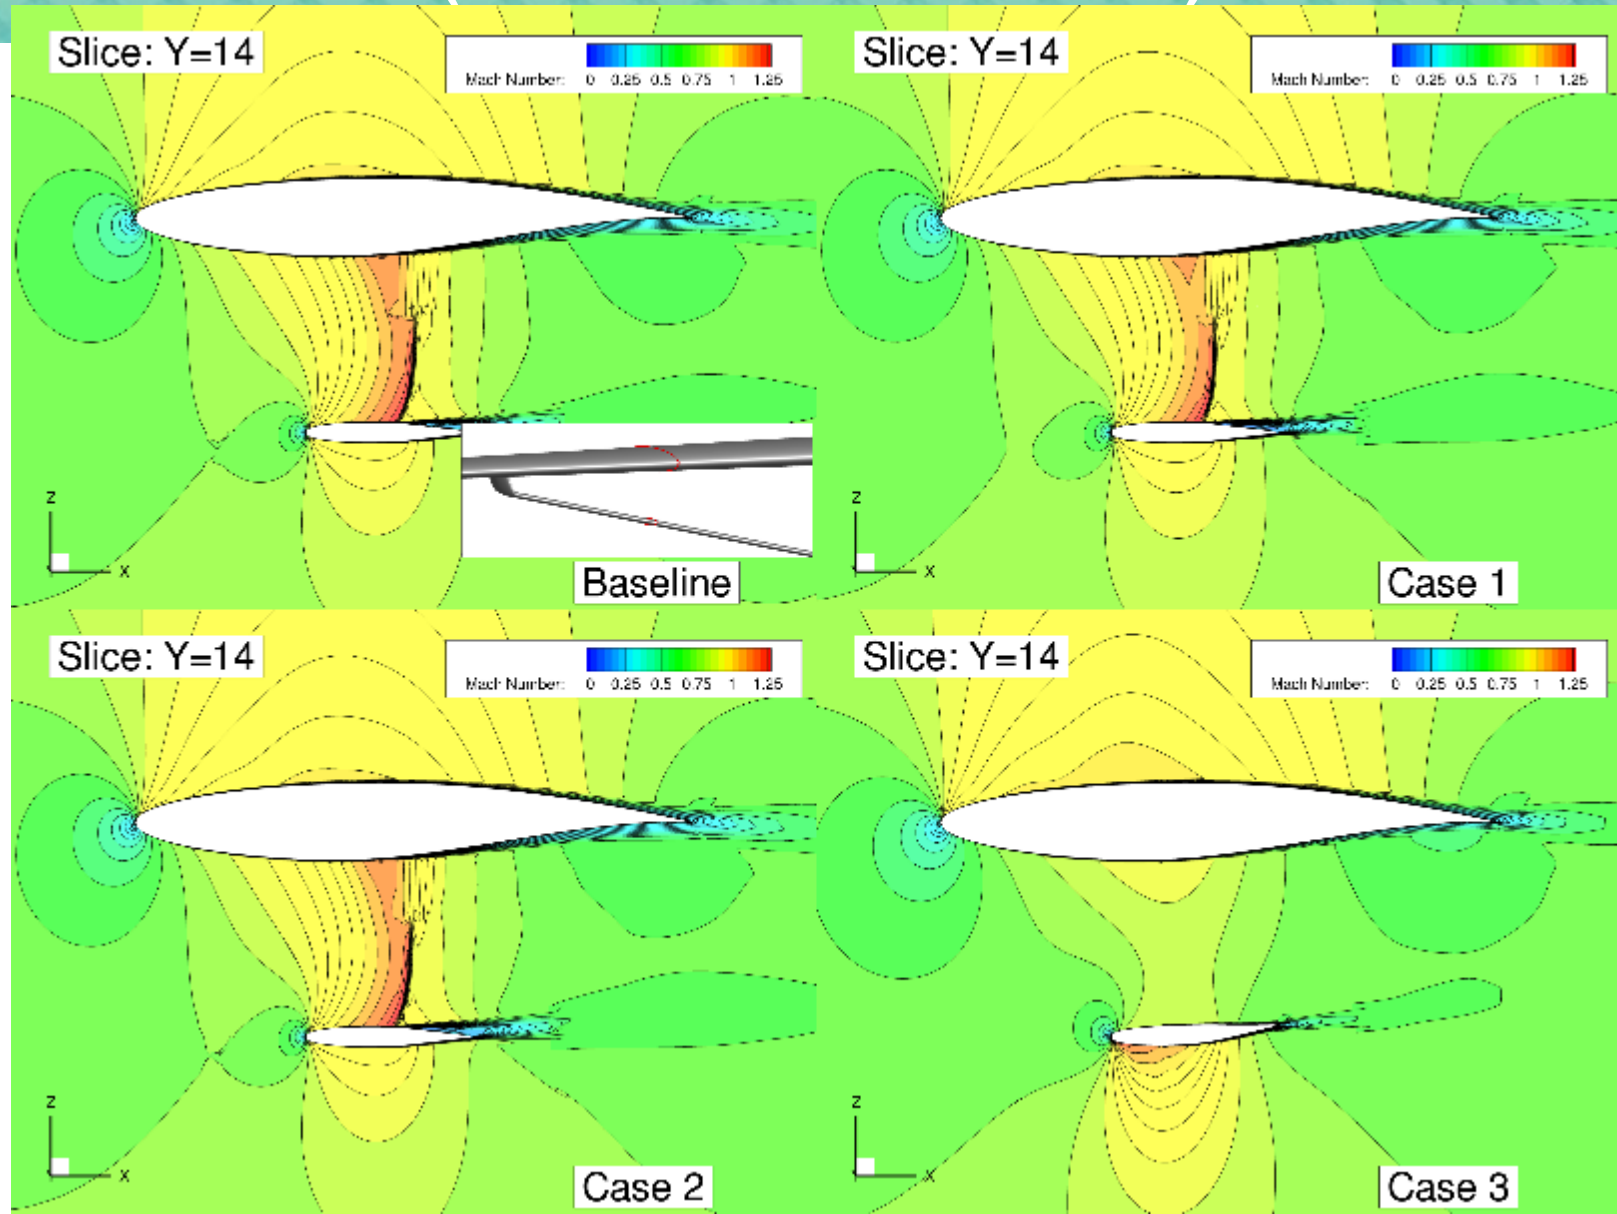 Slice: Y=14
Mach Number: 0 0.25 0.5 0.75 1 1.25
Slice: Y=14
Mach Number: 0 0.25 0.5 0.75 1 1.25
z
x
Baseline
z
x
Case 1
Slice: Y=14
Mach Number: 0 0.25 0.5 0.75 1 1.25
Slice: Y=14
Mach Number: 0 0.25 0.5 0.75 1 1.25
z
x
Case 2
z
x
Case 3